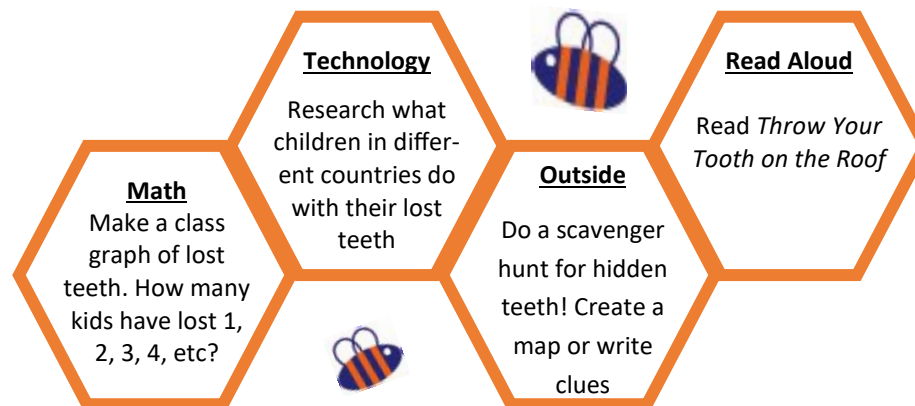 Math
Make a class
graph of lost
teeth. How many
kids have lost 1,
2, 3, 4, etc?
Technology
Research what
children in differ-
ent countries do
with their lost
teeth
Outside
Do a scavenger
hunt for hidden
teeth! Create a
map or write
clues
Read Aloud
Read Throw Your
Tooth on the Roof